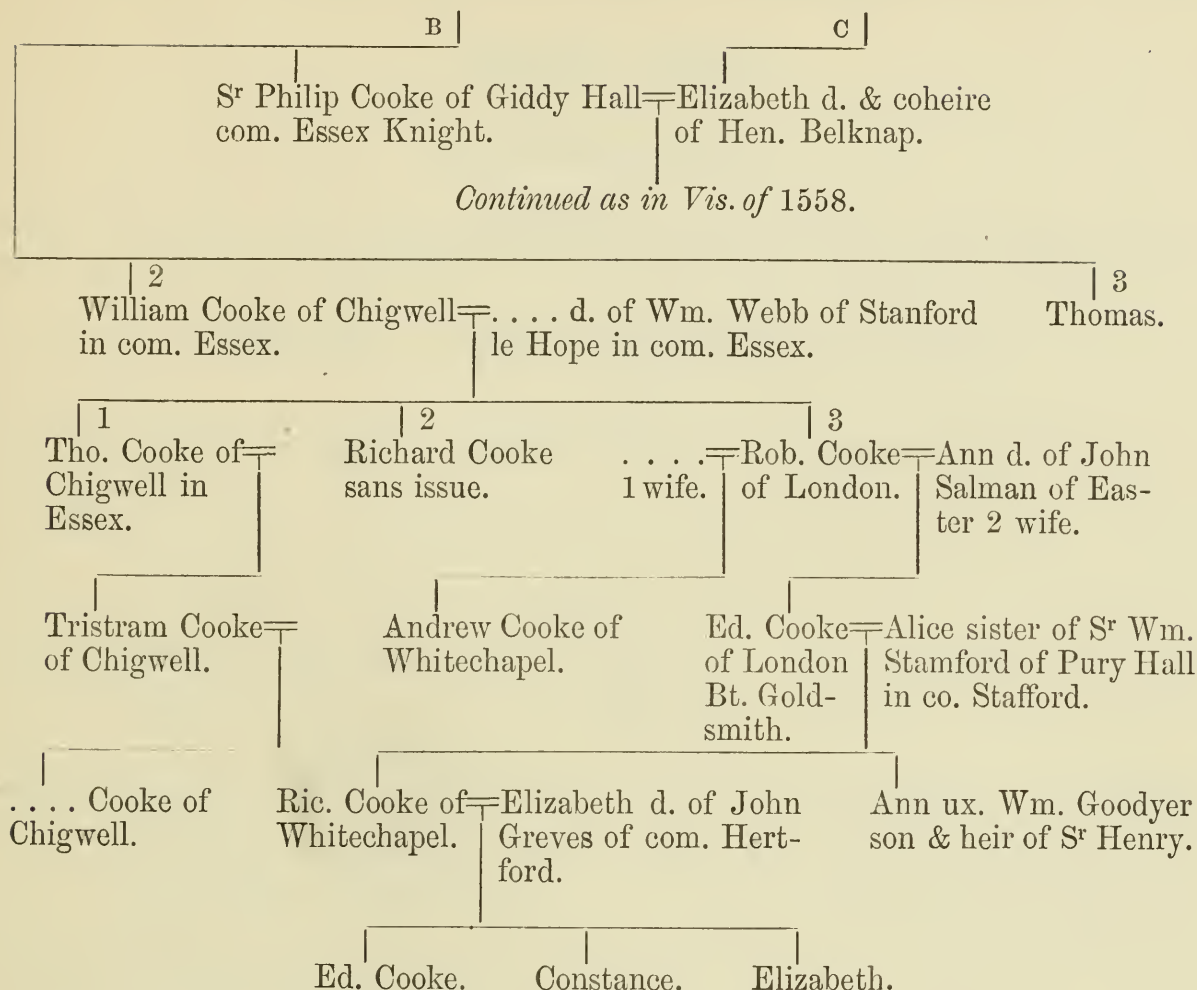 B C
Sʳ Philip Cooke of Giddy Hall Elizabeth d. & coheire
com. Essex Knight. of Hen. Belknap.
Continued as in Vis. of 1558.
2 3
William Cooke of Chigwell . . . . d. of Wm. Webb of Stanford Thomas.
in com. Essex. le Hope in com. Essex.
1 2 3
Tho. Cooke of Richard Cooke . . . . Rob. Cooke Ann d. of John
Chigwell in sans issue. 1 wife. of London. Salman of Eas-
Essex. ter 2 wife.
Tristram Cooke Andrew Cooke of Ed. Cooke Alice sister of Sʳ Wm.
of Chigwell. Whitechapel. of London Stamford of Pury Hall
Bt. Gold- in co. Stafford.
smith.
. . . . Cooke of Ric. Cooke of Elizabeth d. of John Ann ux. Wm. Goodyer
Chigwell. Whitechapel. Greves of com. Hert- son & heir of Sʳ Henry.
ford.
Ed. Cooke. Constance. Elizabeth.